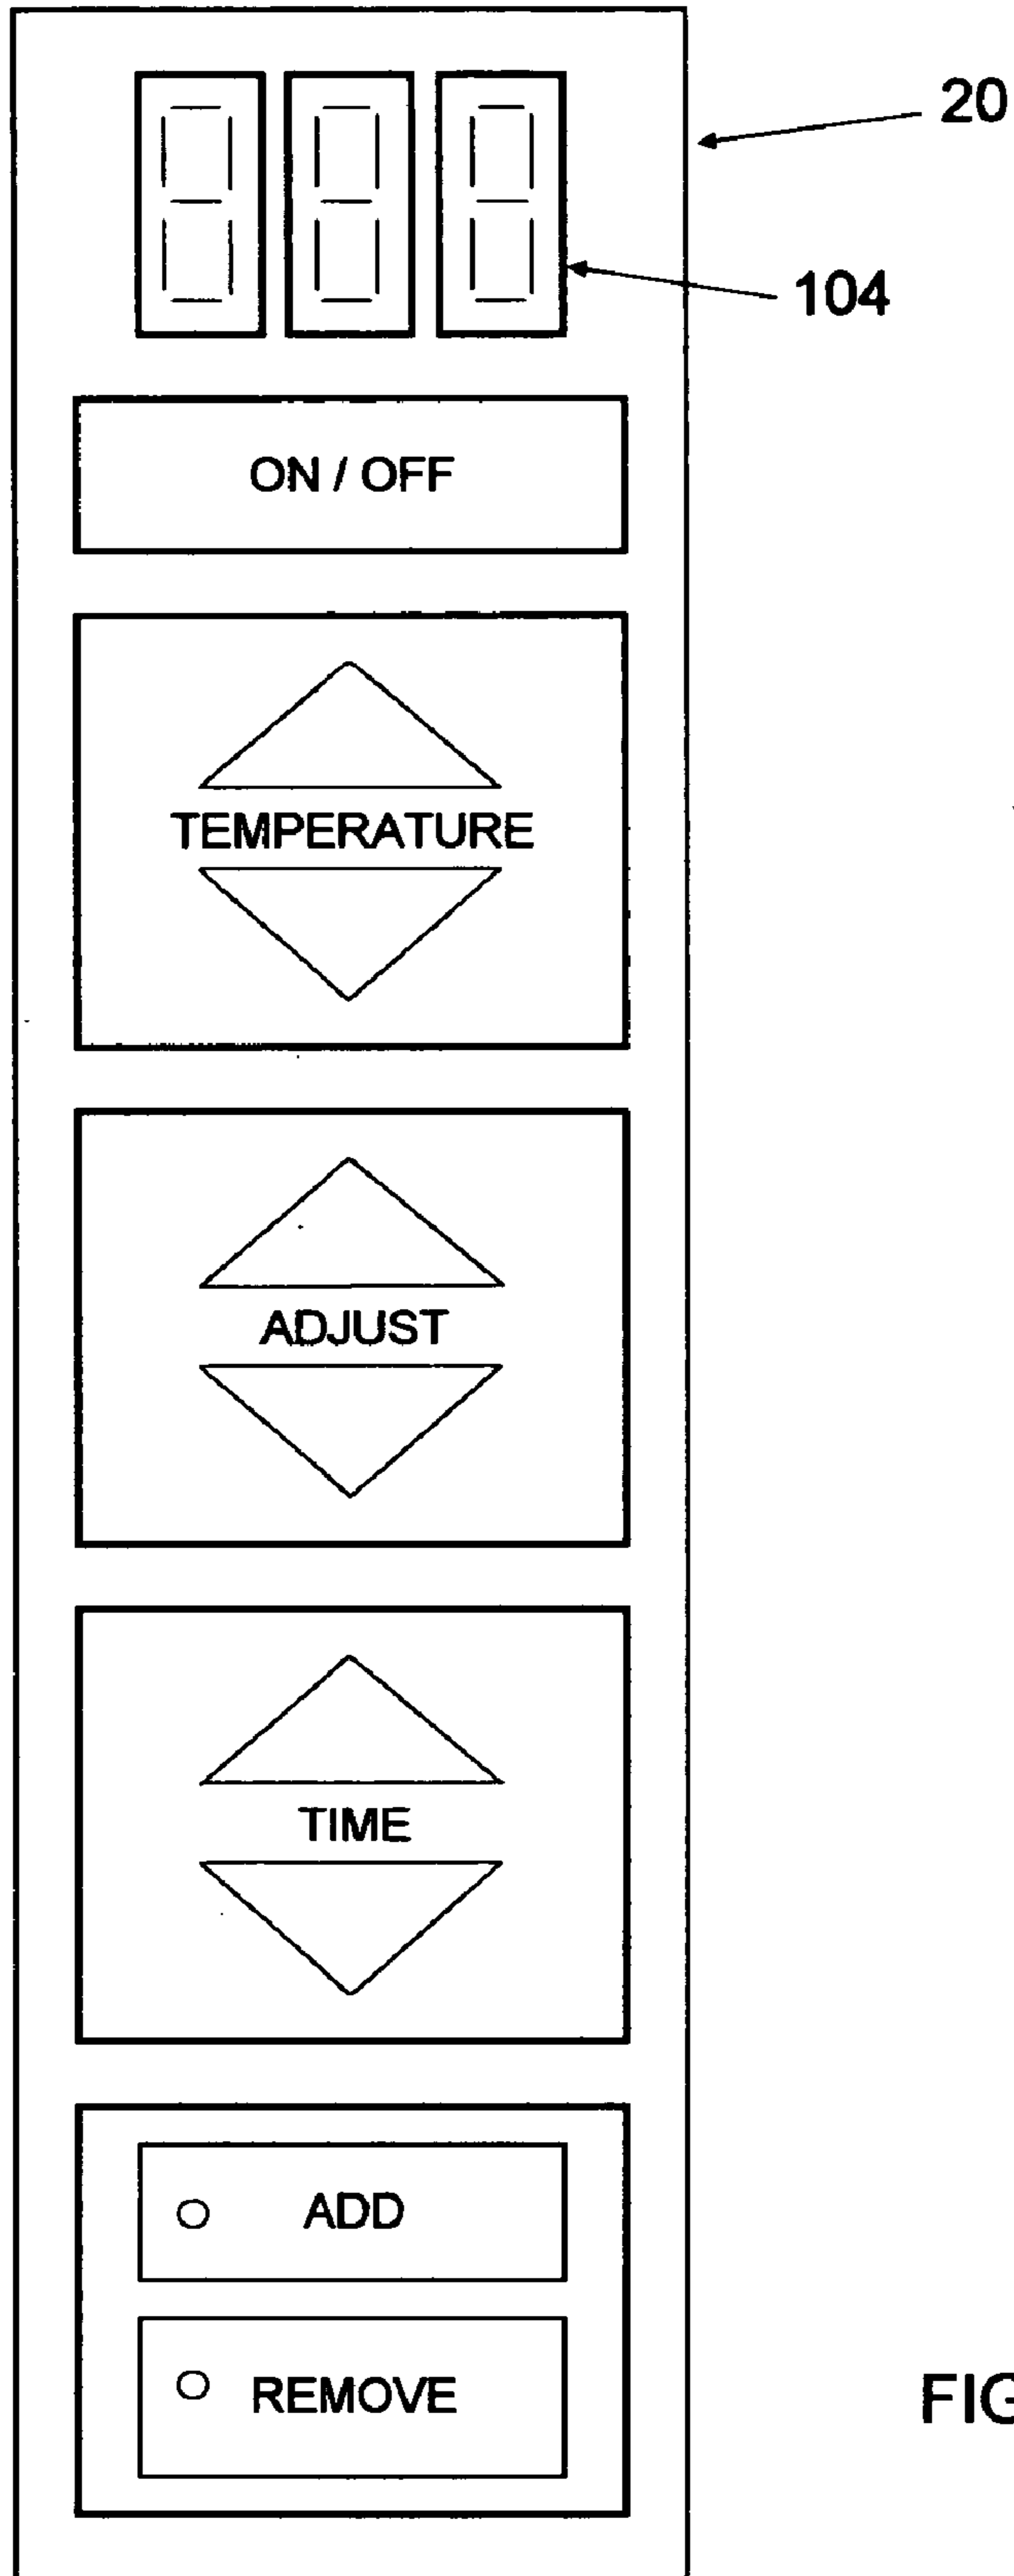 20
104
ON / OFF
TEMPERATURE
ADJUST
TIME
ADD
REMOVE
FIG